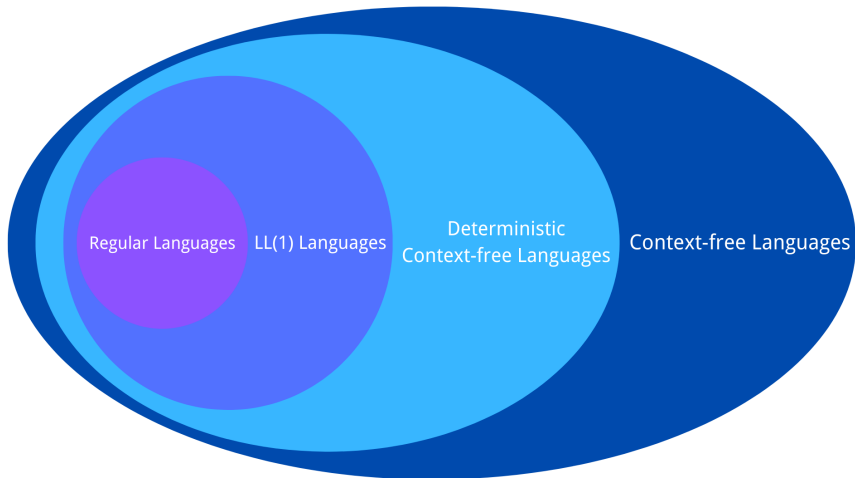 Regular Languages
LL(1) Languages
Deterministic
Context-free Languages
Context-free Languages